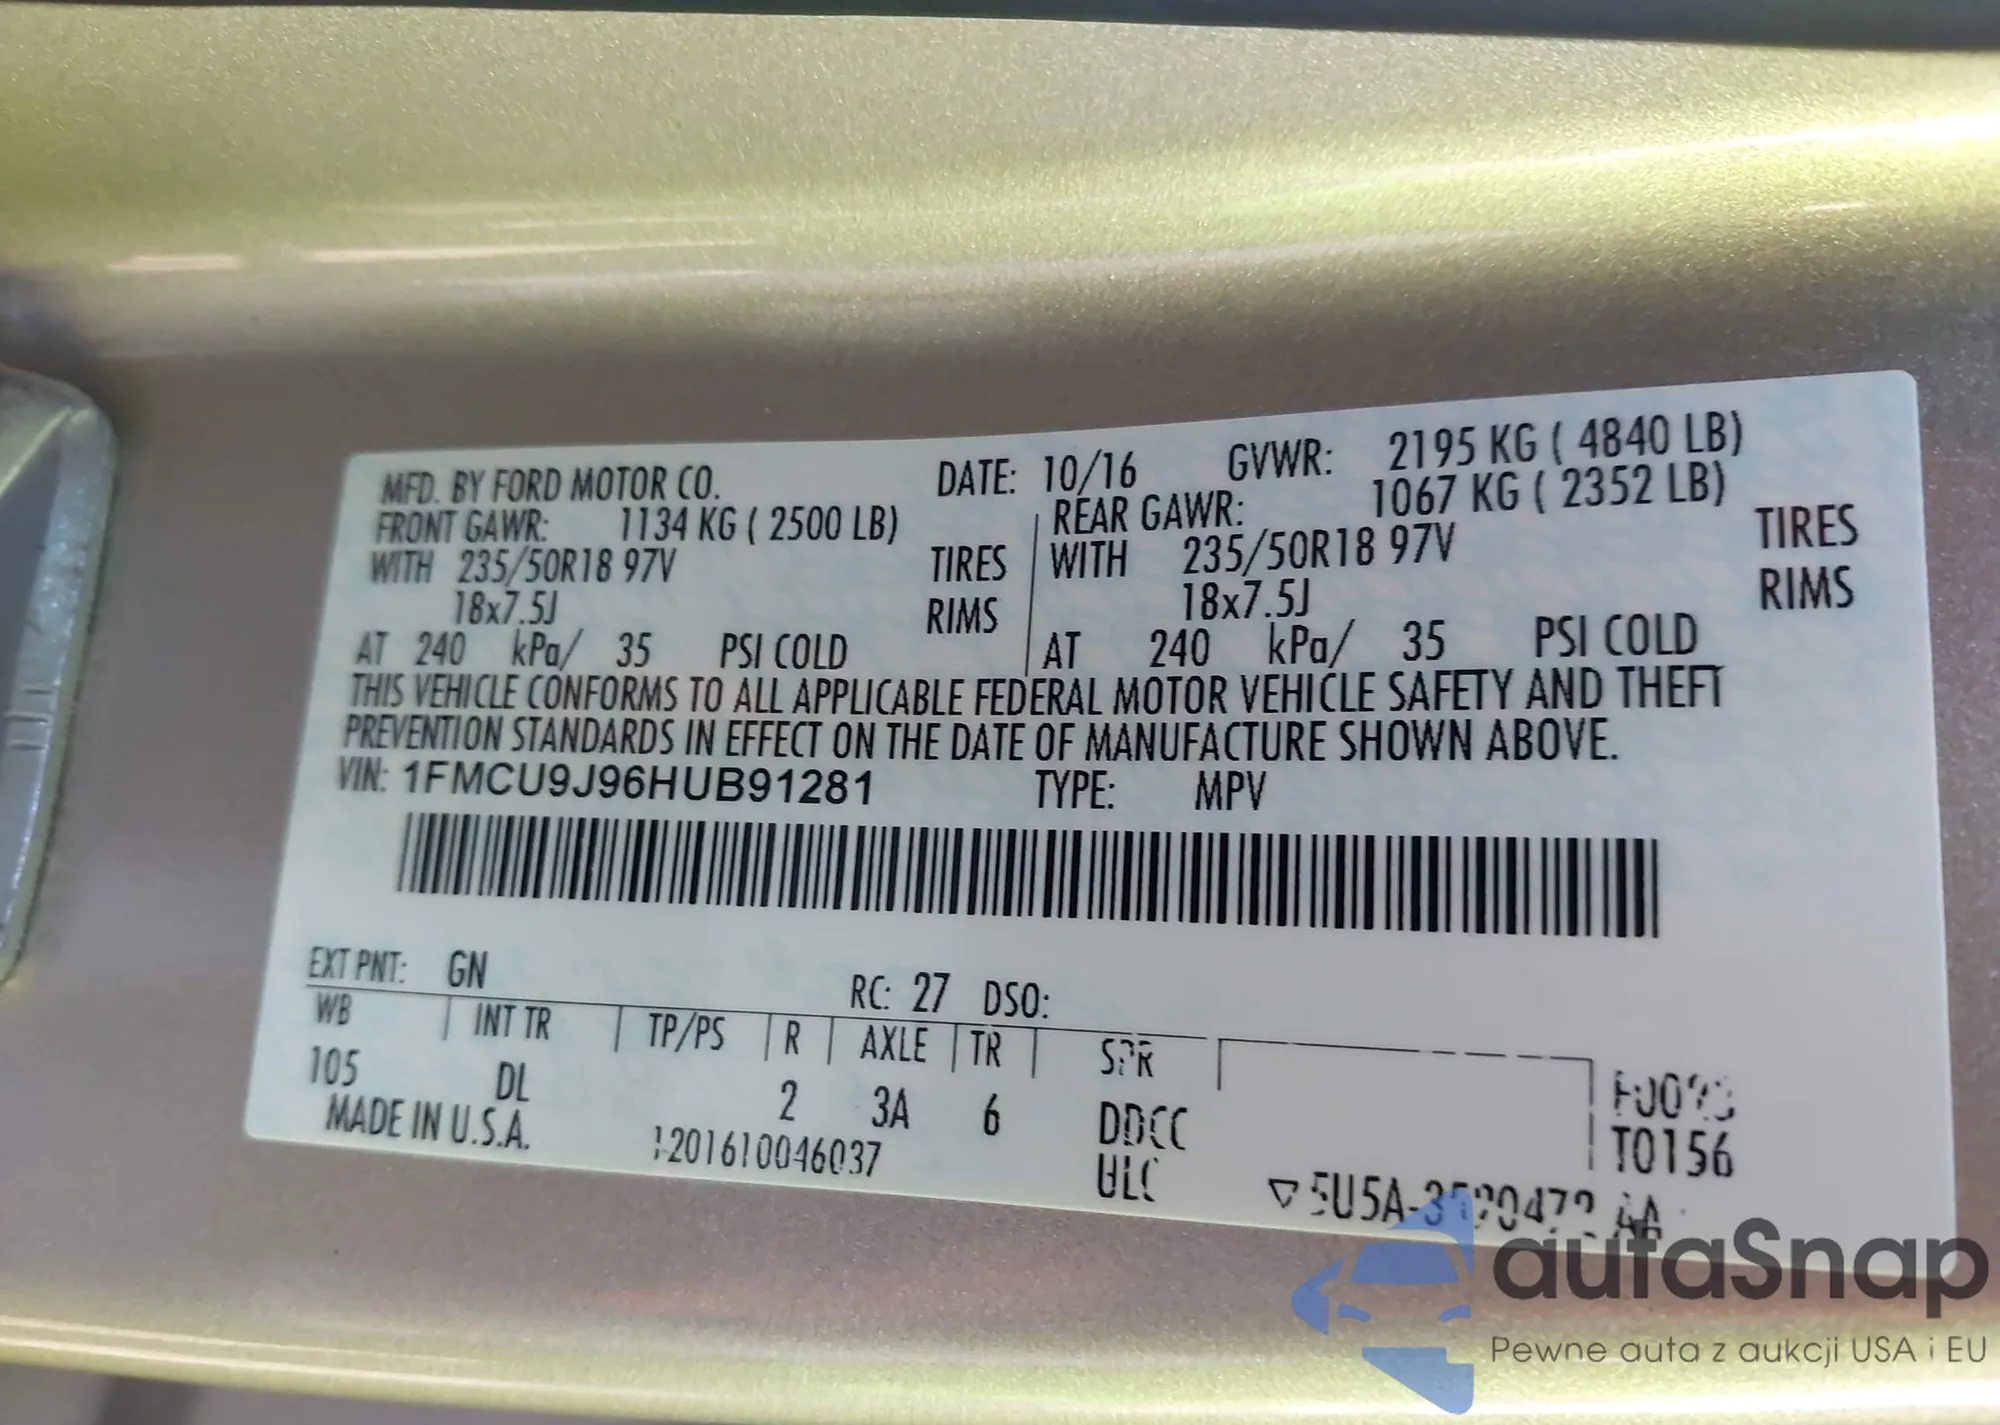 MFD. BY FORD MOTOR CO. DATE: 10/16 GVWR: 2195 KG ( 4840 LB)
FRONT GAWR: 1134 KG ( 2500 LB) REAR GAWR: 1067 KG ( 2352 LB)
WITH 235/50R18 97V TIRES WITH 235/50R18 97V TIRES
18x7.5J RIMS 18x7.5J RIMS
AT 240 kPa/ 35 PSI COLD AT 240 kPa/ 35 PSI COLD
THIS VEHICLE CONFORMS TO ALL APPLICABLE FEDERAL MOTOR VEHICLE SAFETY AND THEFT
PREVENTION STANDARDS IN EFFECT ON THE DATE OF MANUFACTURE SHOWN ABOVE.
VIN: 1FMCU9J96HUB91281 TYPE: MPV
EXT PNT: GN RC: 27 DSO:
WB INT TR TP/PS R AXLE TR SPR
105 DL 2 3A 6 DDCC
MADE IN U.S.A. T0156
autaSnap
Pewne auta z aukcji USA i EU